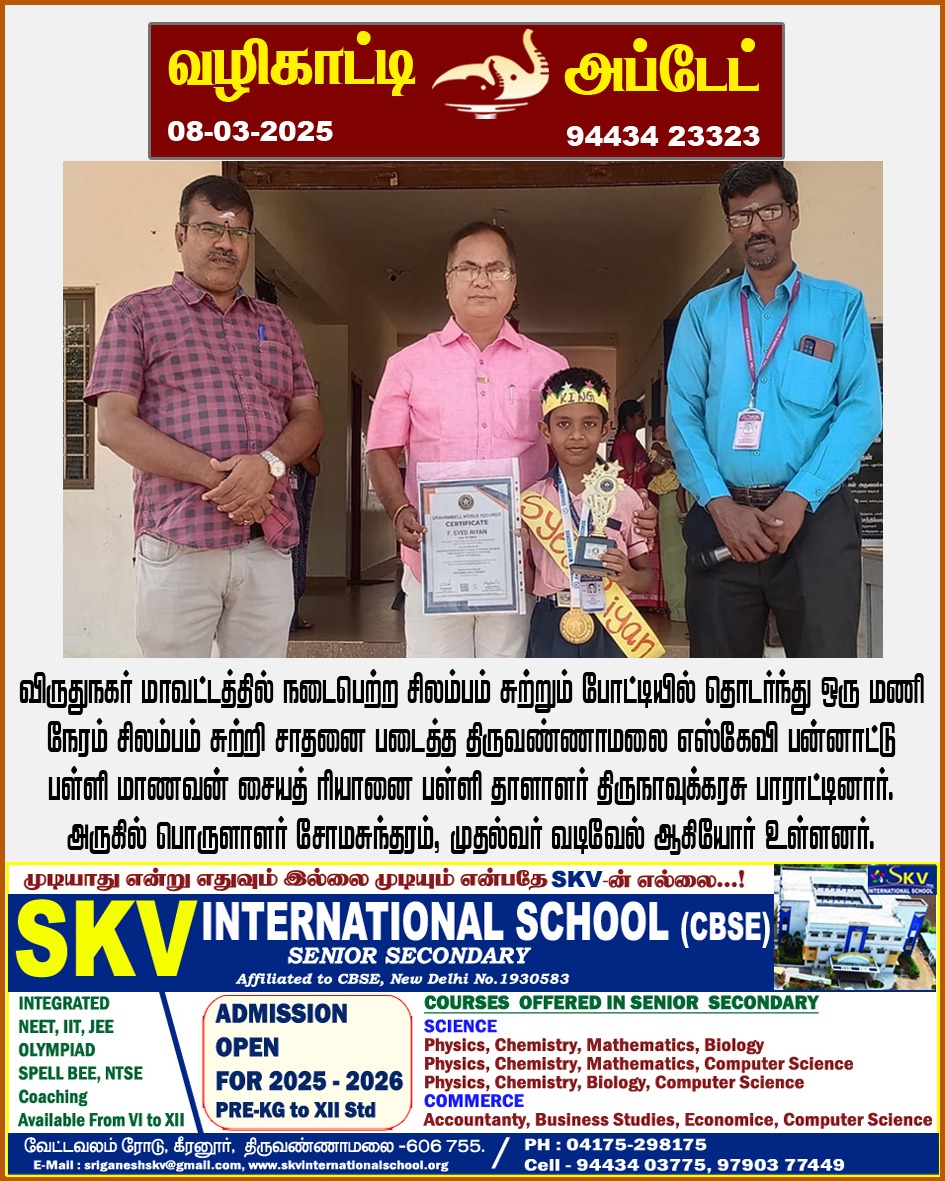 வழிகாட்டி அப்டேட்
08-03-2025 94443 23323
KING
GRAHAMBELL WORLD RECORDS
CERTIFICATE
F. SYED RIYAN
விருதுநகர் மாவட்டத்தில் நடைபெற்ற சிலம்பம் சுற்றும் போட்டியில் தொடர்ந்து ஒரு மணி
நேரம் சிலம்பம் சுற்றி சாதனை படைத்த திருவண்ணாமலை எஸ்கேவி பன்னாட்டு
பள்ளி மாணவன் சையத் ரியானை பள்ளி தாளாளர் திருநாவுக்கரசு பாராட்டினார்.
அருகில் பொருளாளர் சோமசுந்தரம், முதல்வர் வடிவேல் ஆகியோர் உள்ளனர்.
முடியாது என்று எதுவும் இல்லை முடியும் என்பதே SKV-ன் எல்லை...!
SKV
INTERNATIONAL SCHOOL
SKV INTERNATIONAL SCHOOL (CBSE)
SENIOR SECONDARY
Affiliated to CBSE, New Delhi No.1930583
INTEGRATED
NEET, IIT, JEE
OLYMPIAD
SPELL BEE, NTSE
Coaching
Available From VI to XII
ADMISSION
OPEN
FOR 2025 - 2026
PRE-KG to XII Std
COURSES OFFERED IN SENIOR SECONDARY
SCIENCE
Physics, Chemistry, Mathematics, Biology
Physics, Chemistry, Mathematics, Computer Science
Physics, Chemistry, Biology, Computer Science
COMMERCE
Accountanty, Business Studies, Economice, Computer Science
வேட்டவலம் ரோடு, கீரனூர், திருவண்ணாமலை -606 755.
E-Mail : sriganeshskv@gmail.com, www.skvinternationalschool.org
PH : 04175-298175
Cell - 94434 03775, 97903 77449